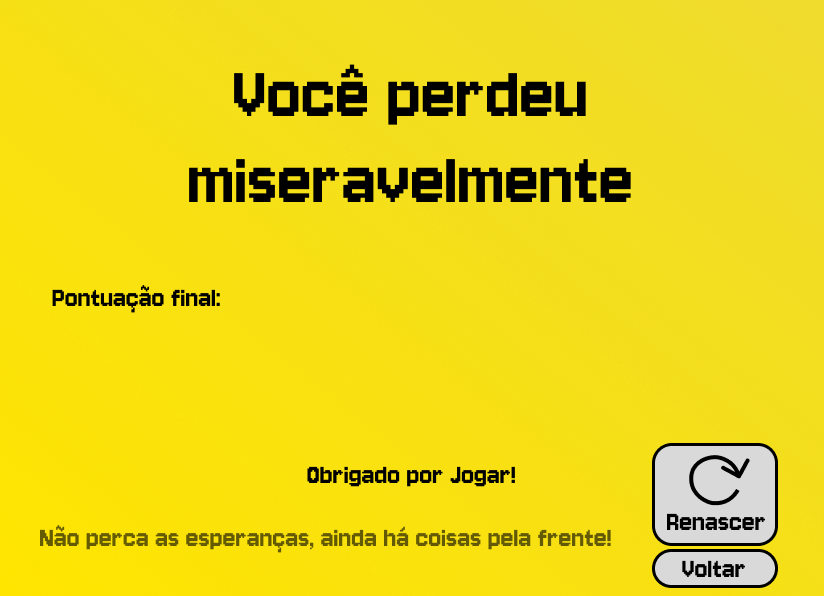 Você perdeu
miseravelmente
Pontuação final:
Obrigado por Jogar!
Não perca as esperanças, ainda há coisas pela frente!
Renascer
Voltar